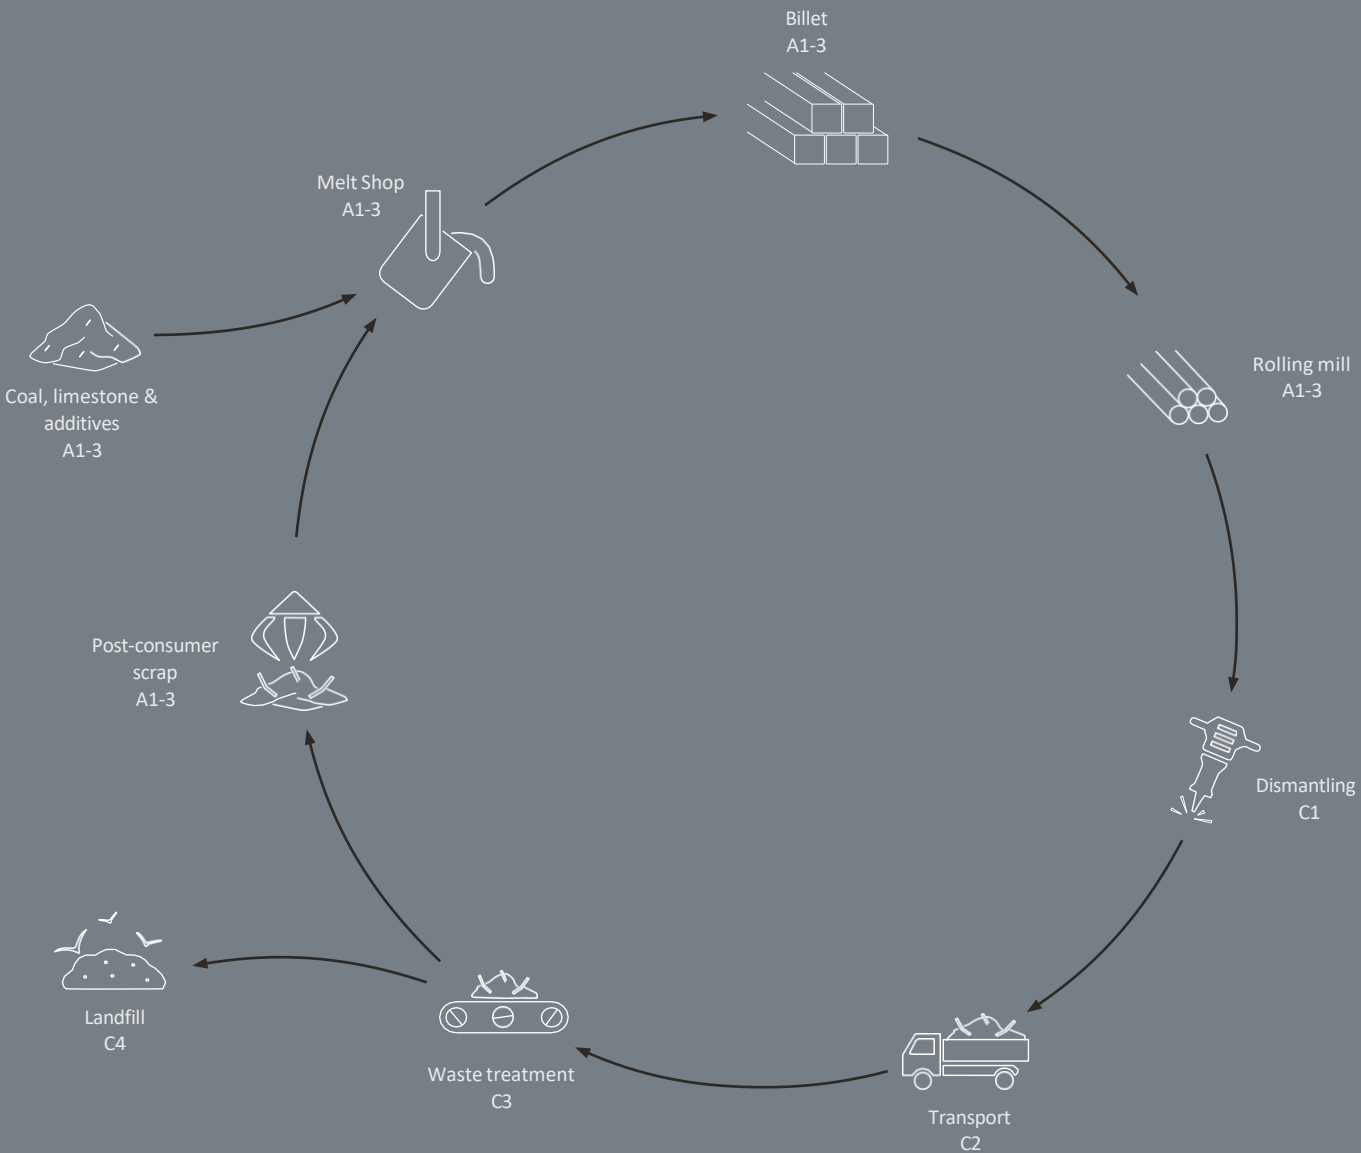 Billet
A1-3
Melt Shop
A1-3
Rolling mill
A1-3
Coal, limestone &
additives
A1-3
Post-consumer
scrap
A1-3
Dismantling
C1
Landfill
C4
Waste treatment
C3
Transport
C2